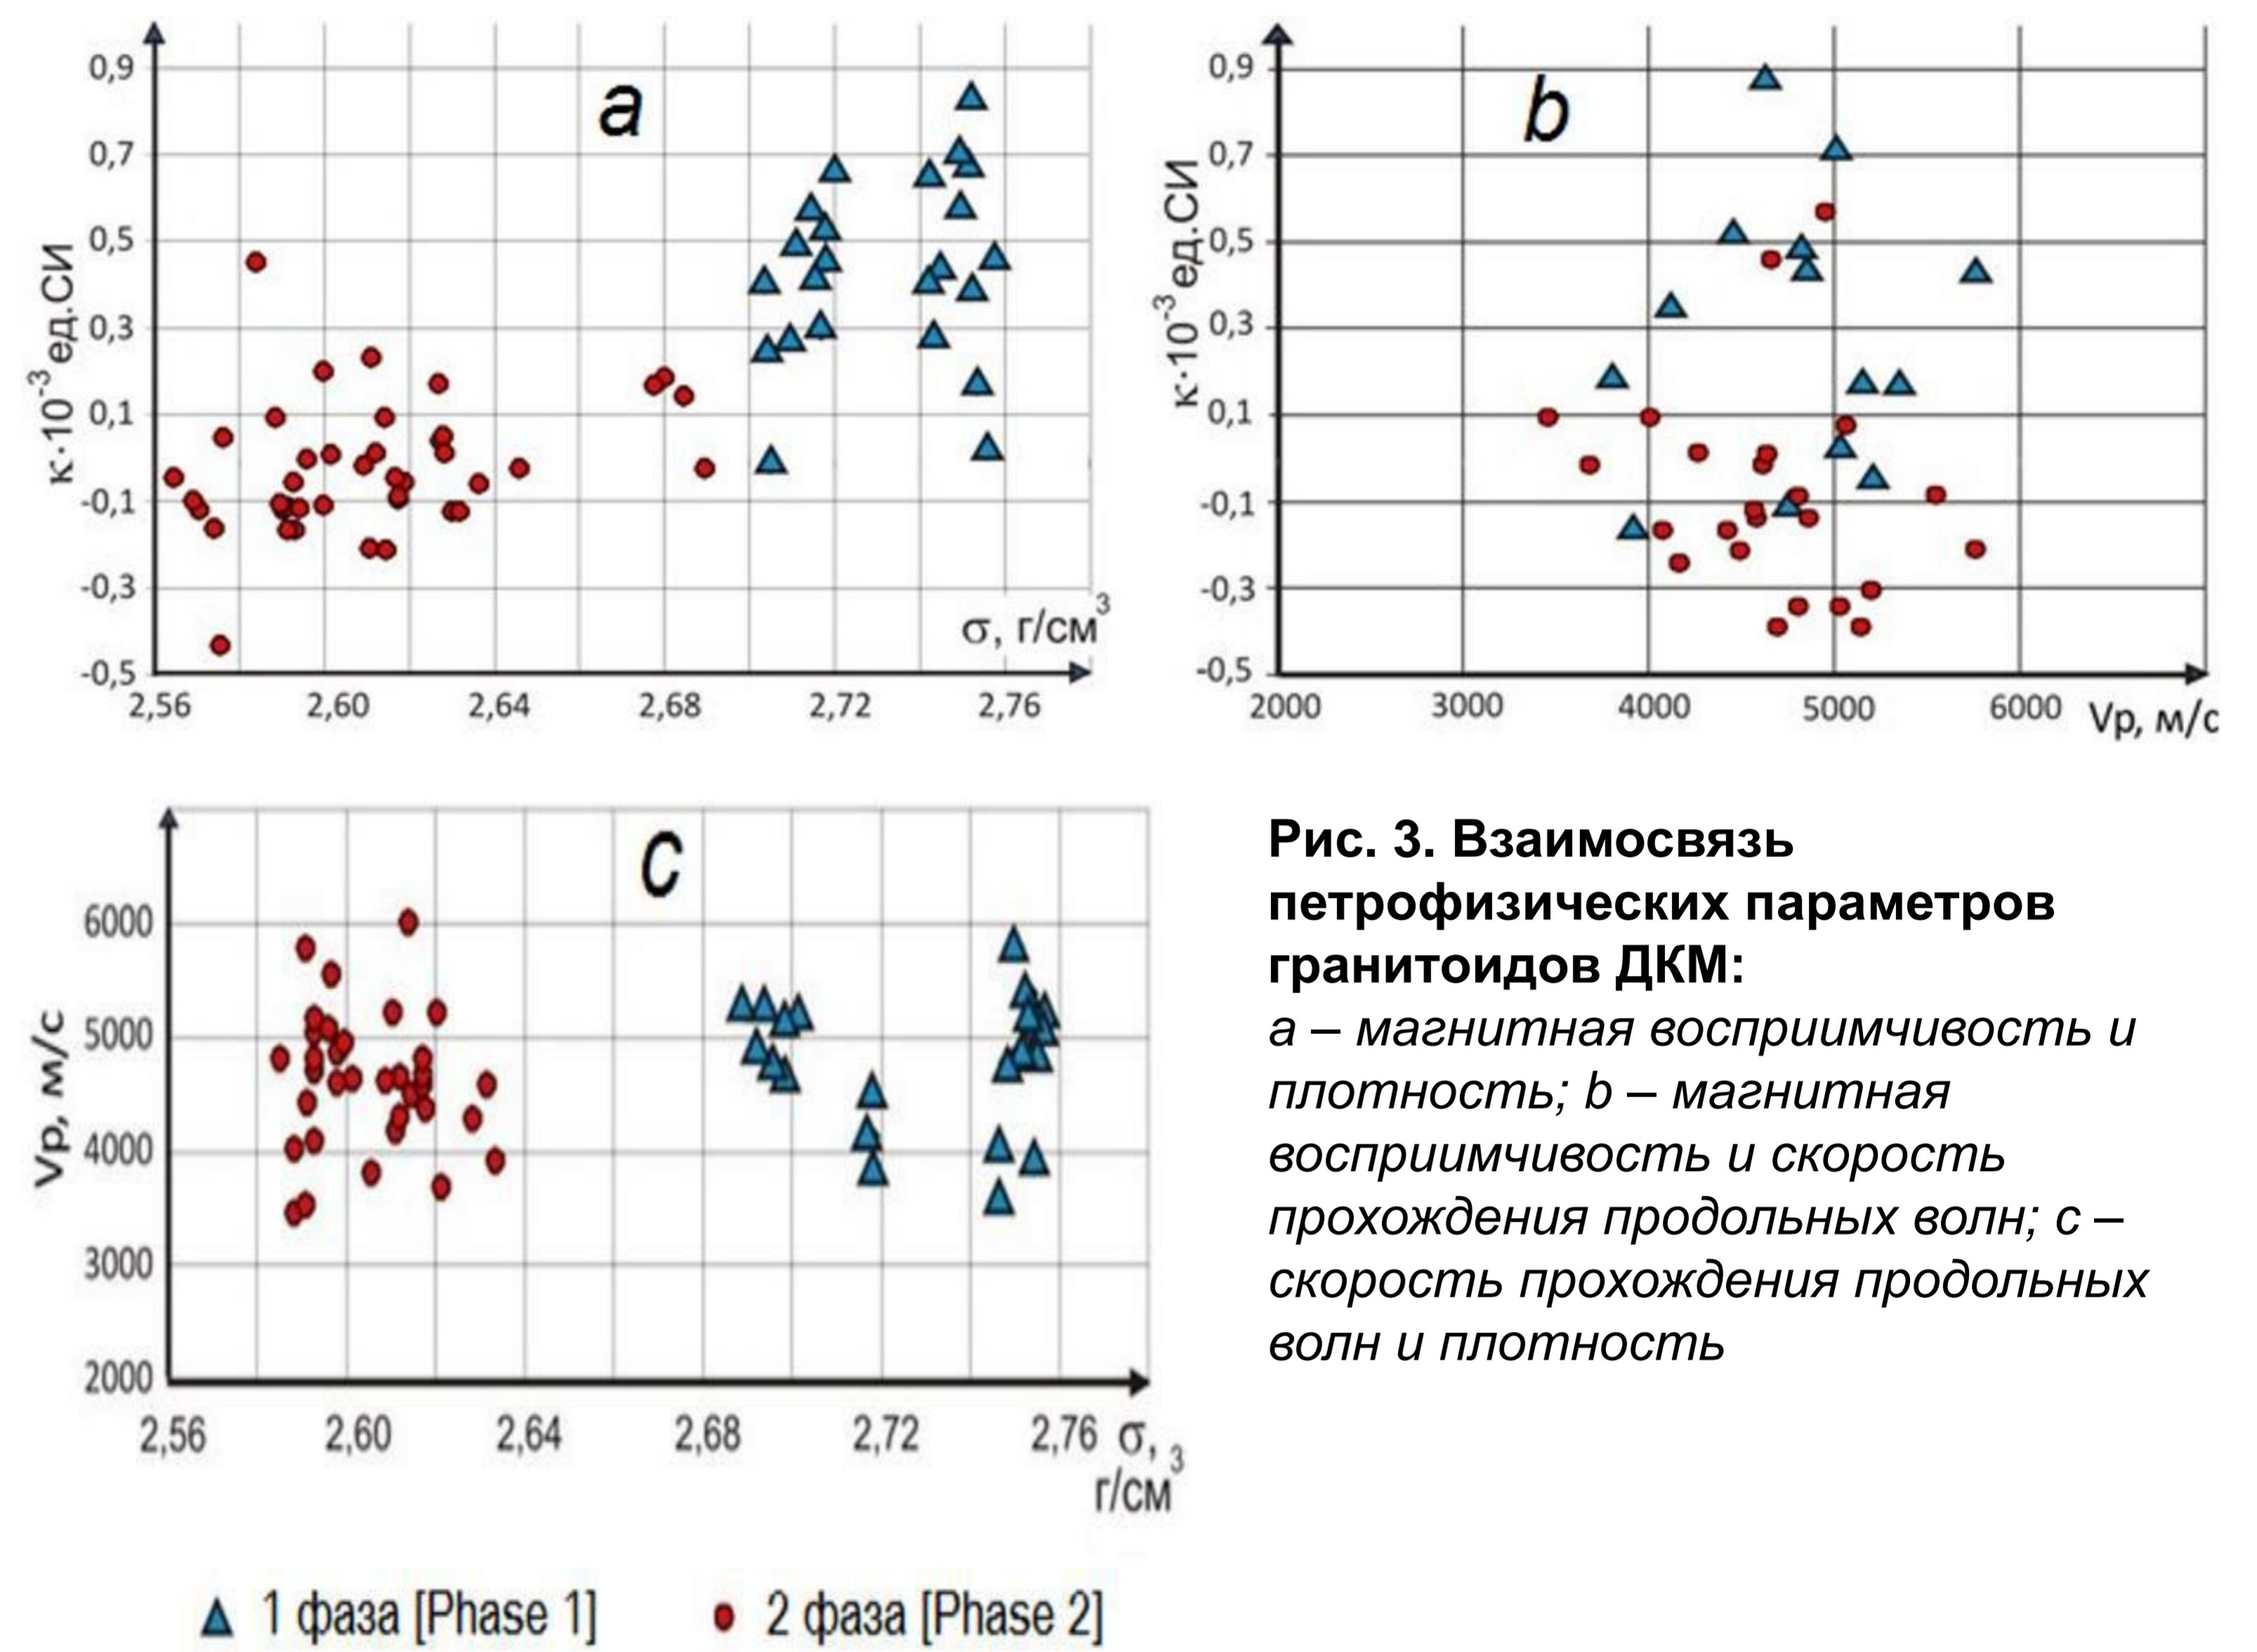 a
0,9
0,7
0,5
0,3
0,1
-0,1
-0,3
-0,5
к·10⁻³ ед.СИ
σ, г/см³
2,56 2,60 2,64 2,68 2,72 2,76
b
0,9
0,7
0,5
0,3
0,1
-0,1
-0,3
-0,5
к·10⁻³ ед.СИ
2000 3000 4000 5000 6000 Vp, м/с
c
6000
5000
4000
3000
2000
Vp, м/с
2,56 2,60 2,64 2,68 2,72 2,76 σ,
г/см³
Рис. 3. Взаимосвязь
петрофизических параметров
гранитоидов ДКМ:
а – магнитная восприимчивость и
плотность; b – магнитная
восприимчивость и скорость
прохождения продольных волн; с –
скорость прохождения продольных
волн и плотность
1 фаза [Phase 1] 2 фаза [Phase 2]